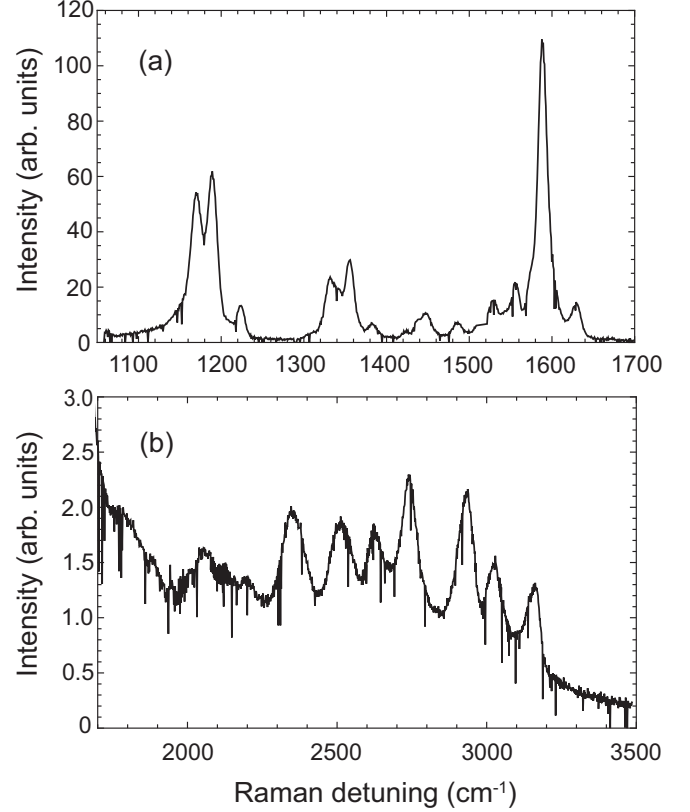 120
100
80
60
40
20
0
Intensity (arb. units)
(a)
1100 1200 1300 1400 1500 1600 1700
3.0
2.5
2.0
1.5
1.0
0.5
0
Intensity (arb. units)
(b)
2000 2500 3000 3500
Raman detuning (cm⁻¹)